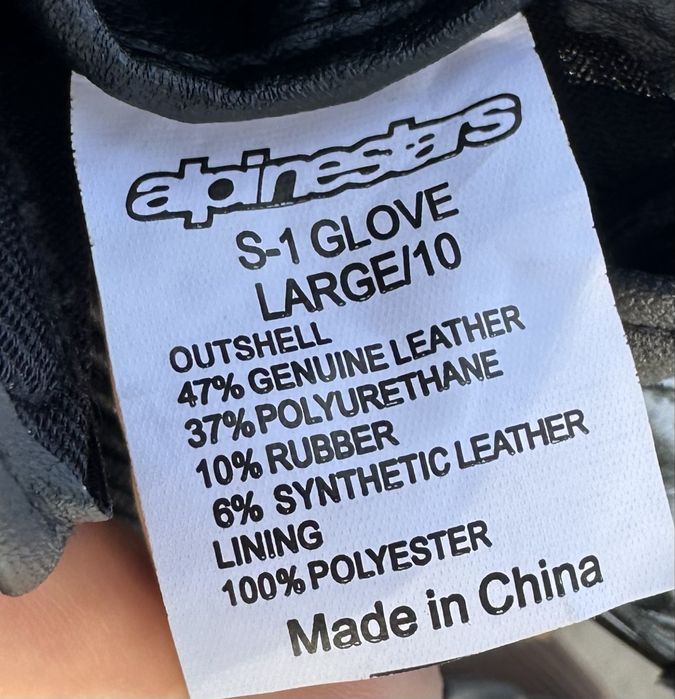 alpinestars
S-1 GLOVE
LARGE/10
OUTSHELL
47% GENUINE LEATHER
37% POLYURETHANE
10% RUBBER
6% SYNTHETIC LEATHER
LINING
100% POLYESTER
Made in China